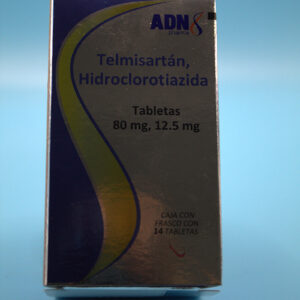 ADN
Telmisartán,
Hidroclorotiazida
Tabletas
80 mg, 12.5 mg
CAJA CON
FRASCO CON
14 TABLETAS